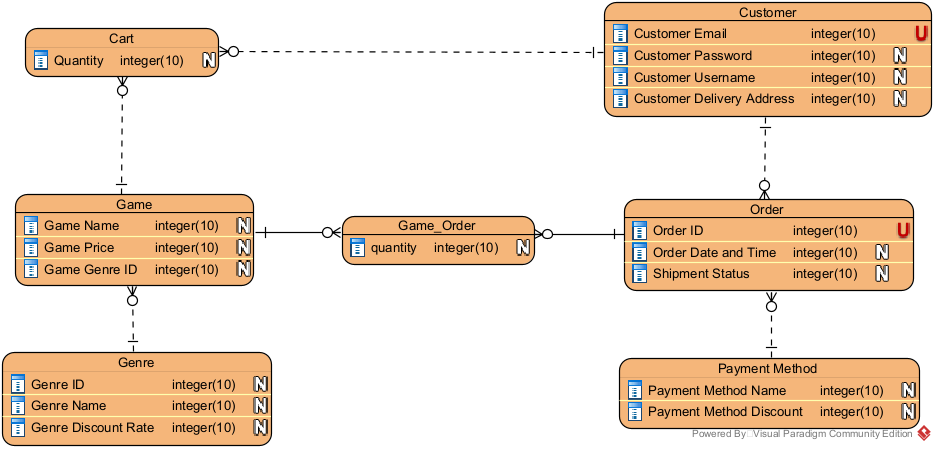 Cart
Quantity integer(10) N
Customer
Customer Email integer(10) U
Customer Password integer(10) N
Customer Username integer(10) N
Customer Delivery Address integer(10) N
Game
Game Name integer(10) N
Game Price integer(10) N
Game Genre ID integer(10) N
Game_Order
quantity integer(10) N
Order
Order ID integer(10) U
Order Date and Time integer(10) N
Shipment Status integer(10) N
Genre
Genre ID integer(10) N
Genre Name integer(10) N
Genre Discount Rate integer(10) N
Payment Method
Payment Method Name integer(10) N
Payment Method Discount integer(10) N
Powered By□Visual Paradigm Community Edition